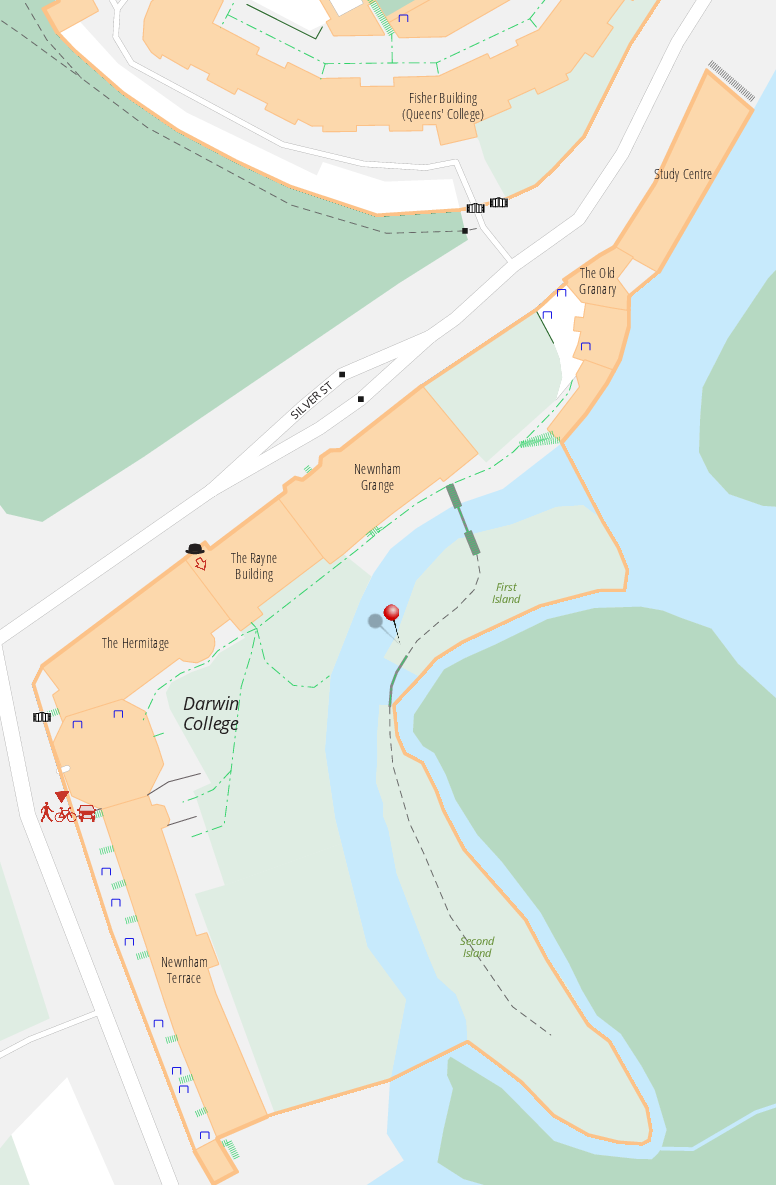 Fisher Building
(Queens' College)
Study Centre
The Old
Granary
SILVER ST
Newnham
Grange
The Rayne
Building
First
Island
The Hermitage
Darwin
College
Second
Island
Newnham
Terrace